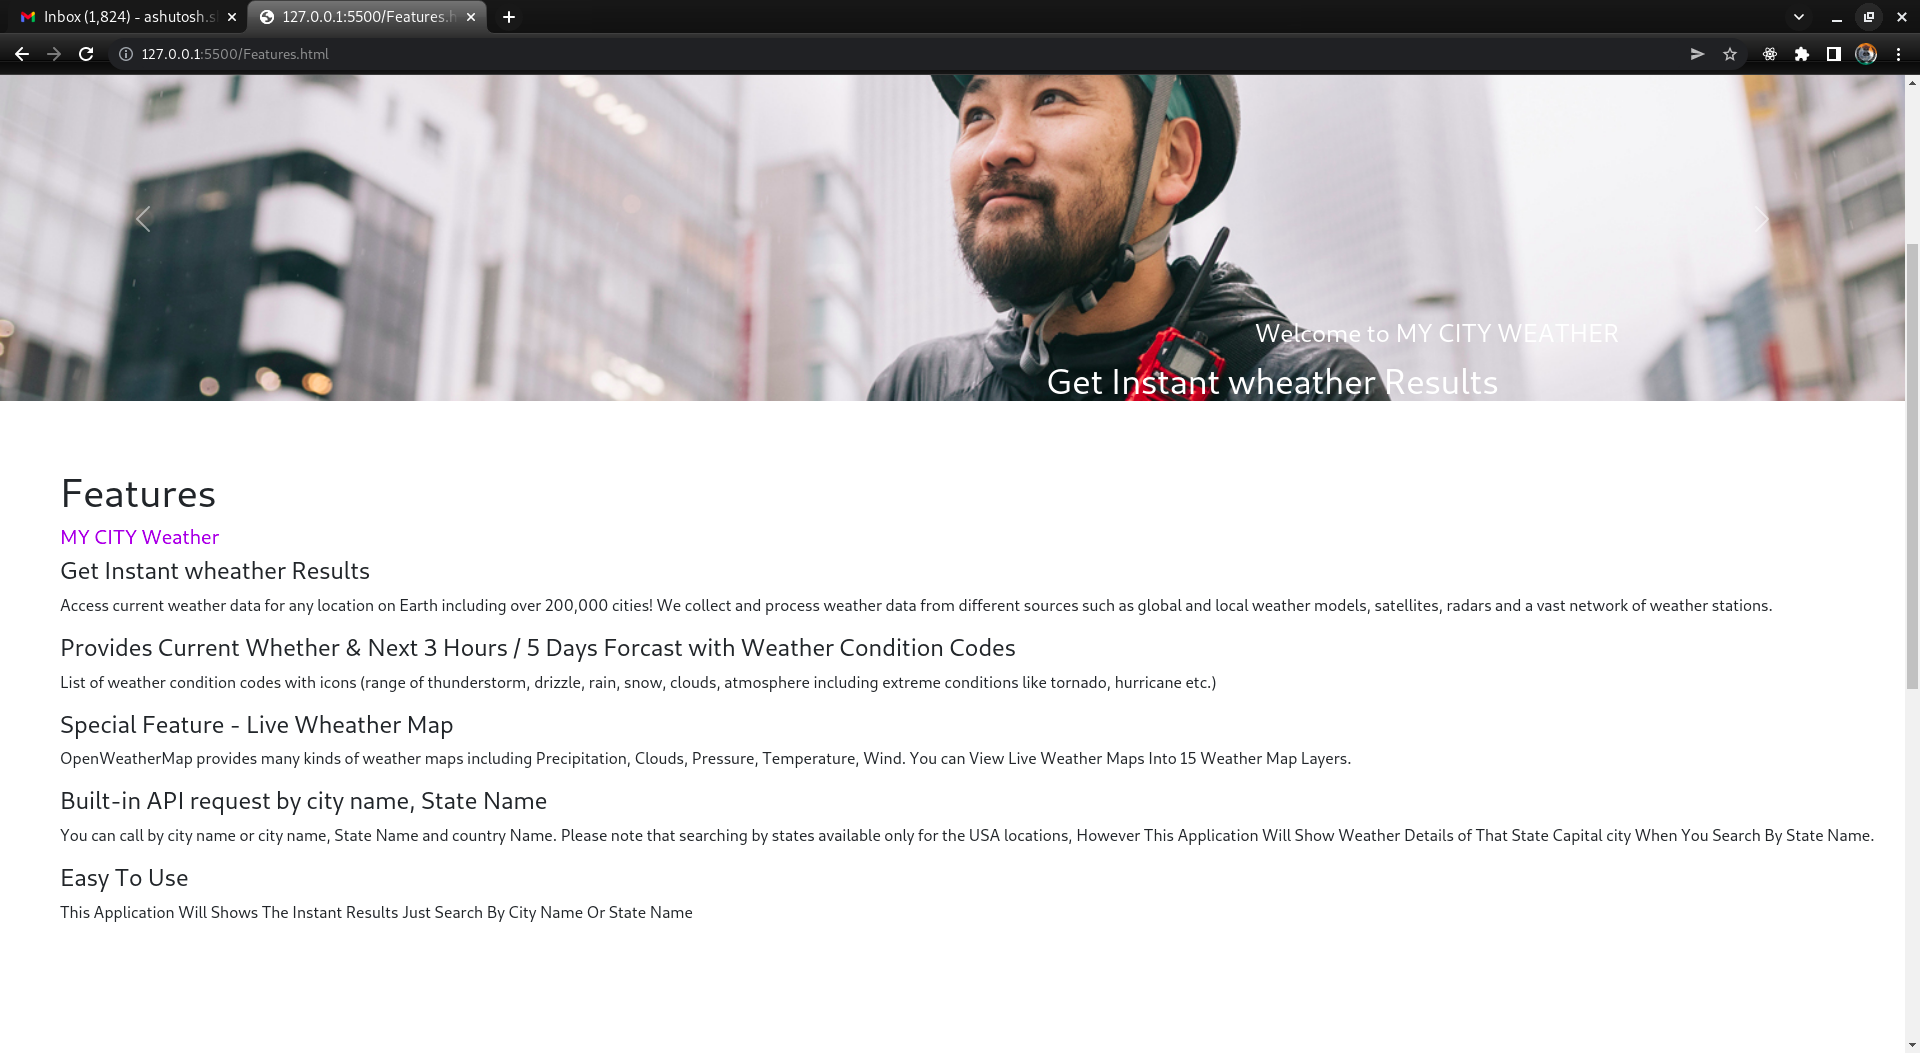 Inbox (1,824) - ashutosh.s
127.0.0.1:5500/Features.h
127.0.0.1:5500/Features.html
Welcome to MY CITY WEATHER
Get Instant wheather Results
Features
MY CITY Weather
Get Instant wheather Results
Access current weather data for any location on Earth including over 200,000 cities! We collect and process weather data from different sources such as global and local weather models, satellites, radars and a vast network of weather stations.
Provides Current Whether & Next 3 Hours / 5 Days Forcast with Weather Condition Codes
List of weather condition codes with icons (range of thunderstorm, drizzle, rain, snow, clouds, atmosphere including extreme conditions like tornado, hurricane etc.)
Special Feature - Live Wheather Map
OpenWeatherMap provides many kinds of weather maps including Precipitation, Clouds, Pressure, Temperature, Wind. You can View Live Weather Maps Into 15 Weather Map Layers.
Built-in API request by city name, State Name
You can call by city name or city name, State Name and country Name. Please note that searching by states available only for the USA locations, However This Application Will Show Weather Details of That State Capital city When You Search By State Name.
Easy To Use
This Application Will Shows The Instant Results Just Search By City Name Or State Name